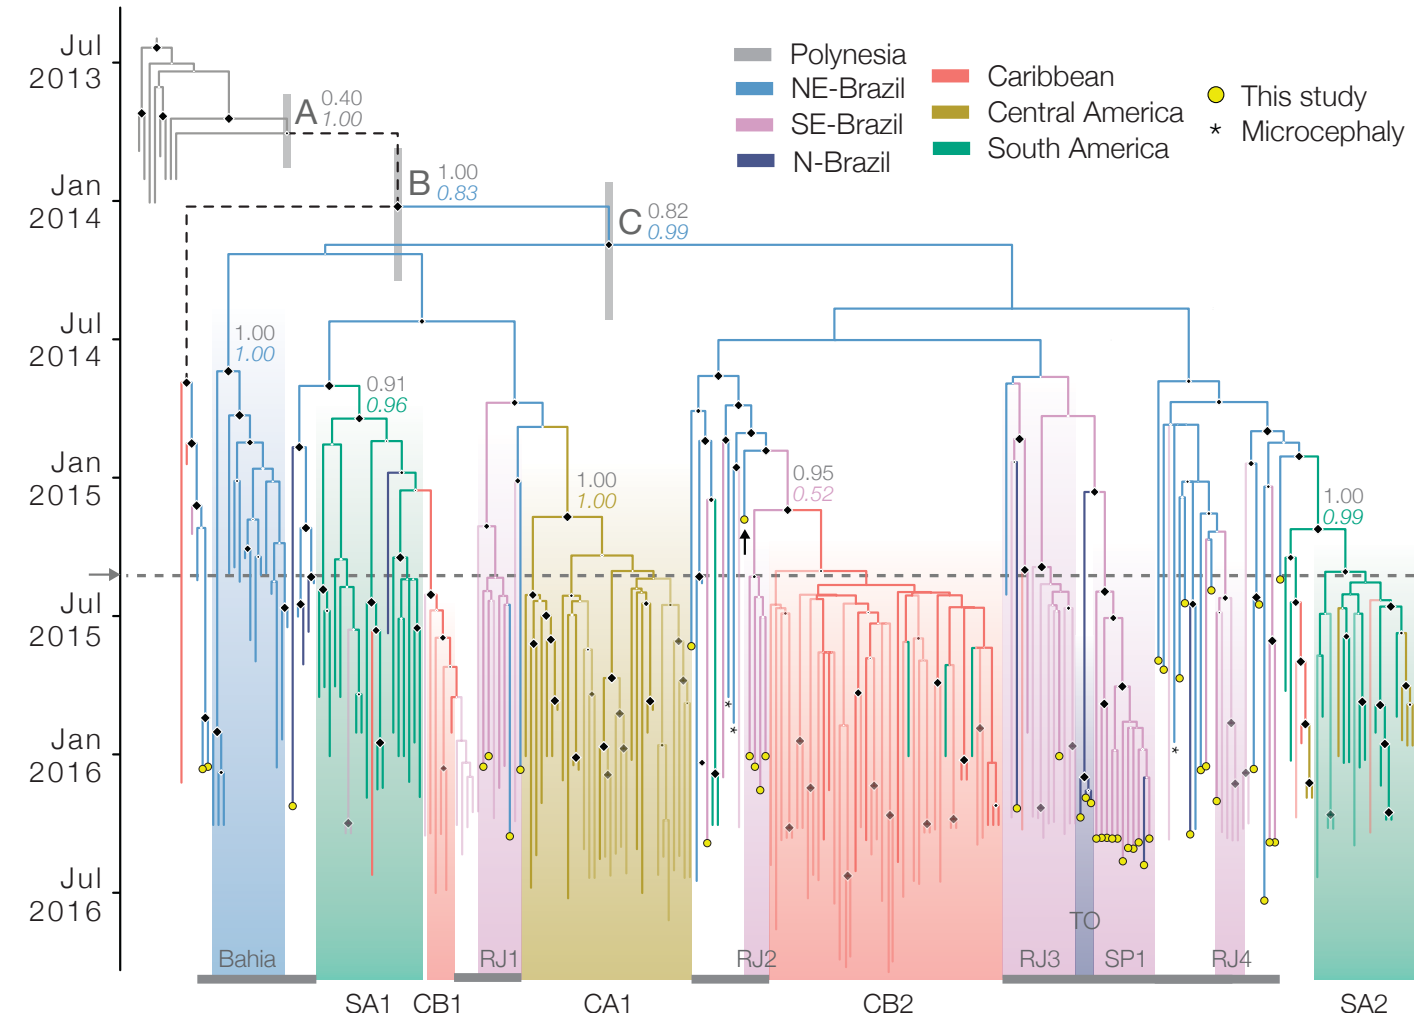 Jul
2013
Jan
2014
Jul
2014
Jan
2015
Jul
2015
Jan
2016
Jul
2016
Polynesia
NE-Brazil
SE-Brazil
N-Brazil
Caribbean
Central America
South America
This study
* Microcephaly
A 0.40
1.00
B 1.00
0.83
C 0.82
0.99
1.00
1.00
0.91
0.96
1.00
1.00
0.95
0.52
1.00
0.99
*
*
*
TO
Bahia
RJ1
RJ2
RJ3
SP1
RJ4
SA1
CB1
CA1
CB2
SA2